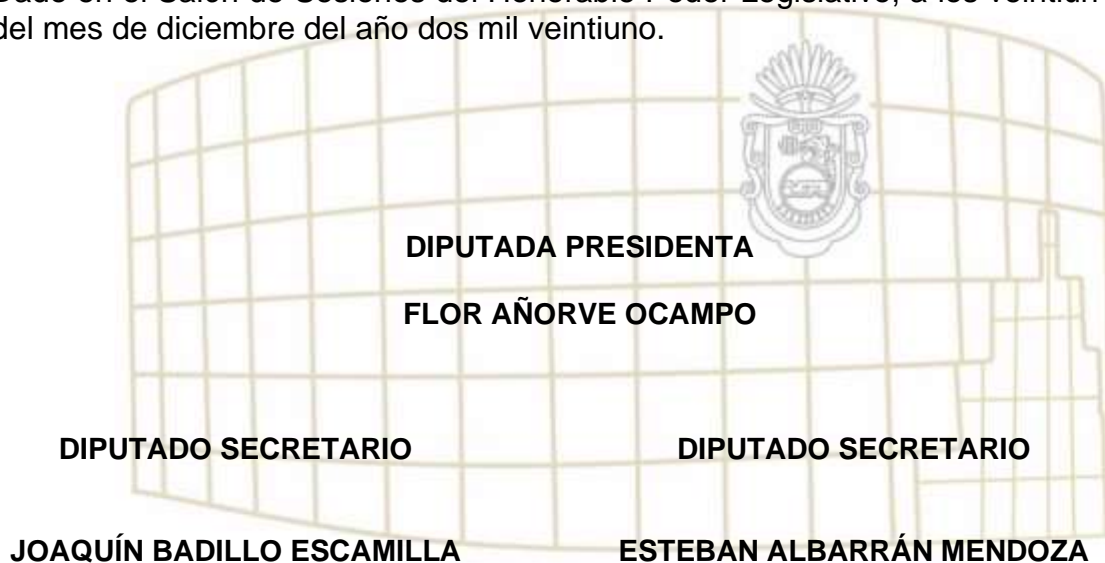 Dado en el Salón de Sesiones del Honorable Poder Legislativo, a los veintiún
del mes de diciembre del año dos mil veintiuno.
DIPUTADA PRESIDENTA
FLOR AÑORVE OCAMPO
DIPUTADO SECRETARIO DIPUTADO SECRETARIO
JOAQUÍN BADILLO ESCAMILLA ESTEBAN ALBARRÁN MENDOZA